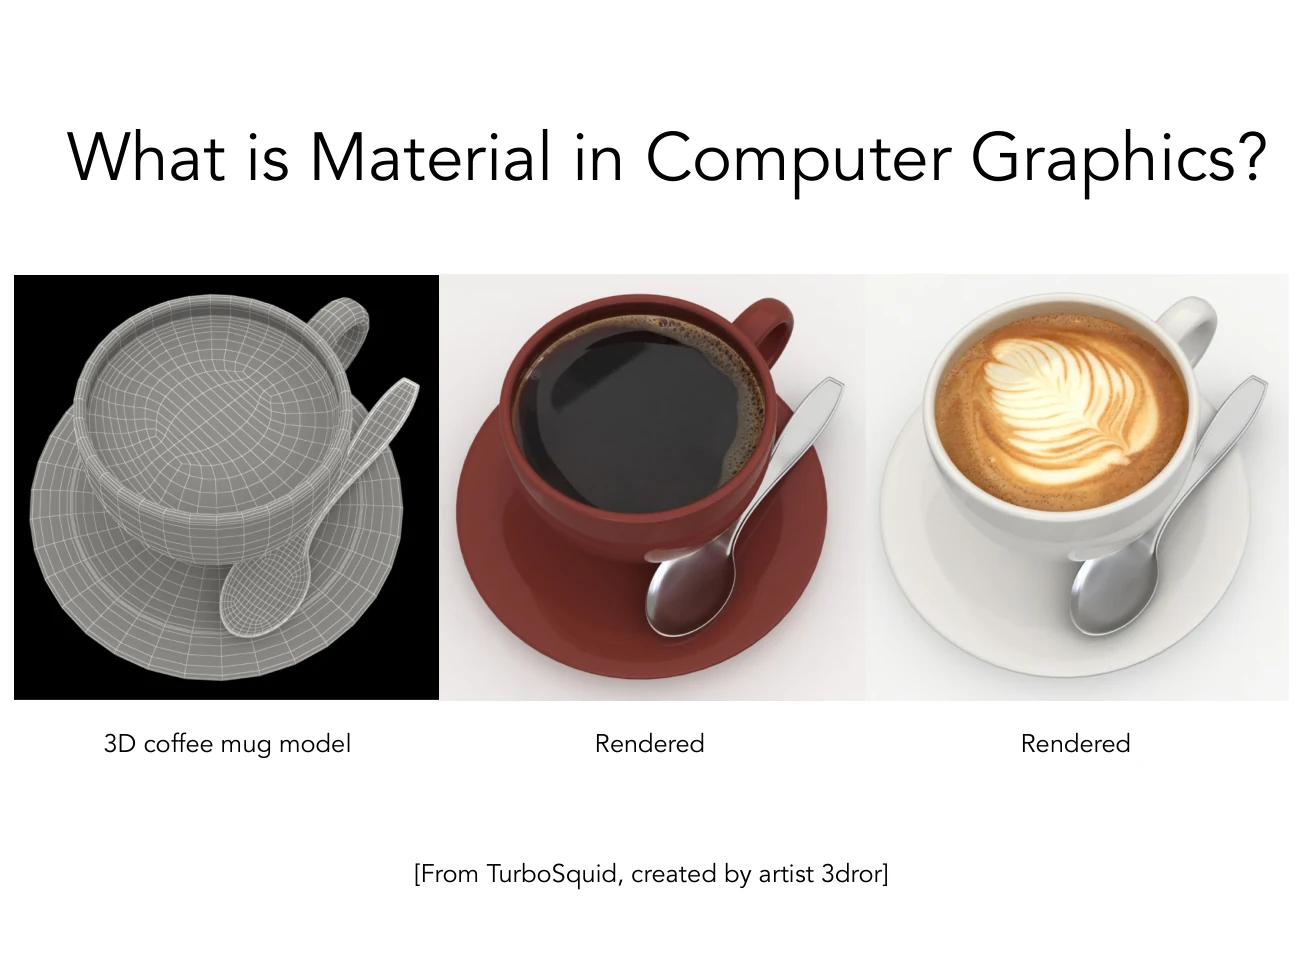 What is Material in Computer Graphics?
3D coffee mug model
Rendered
Rendered
[From TurboSquid, created by artist 3dror]